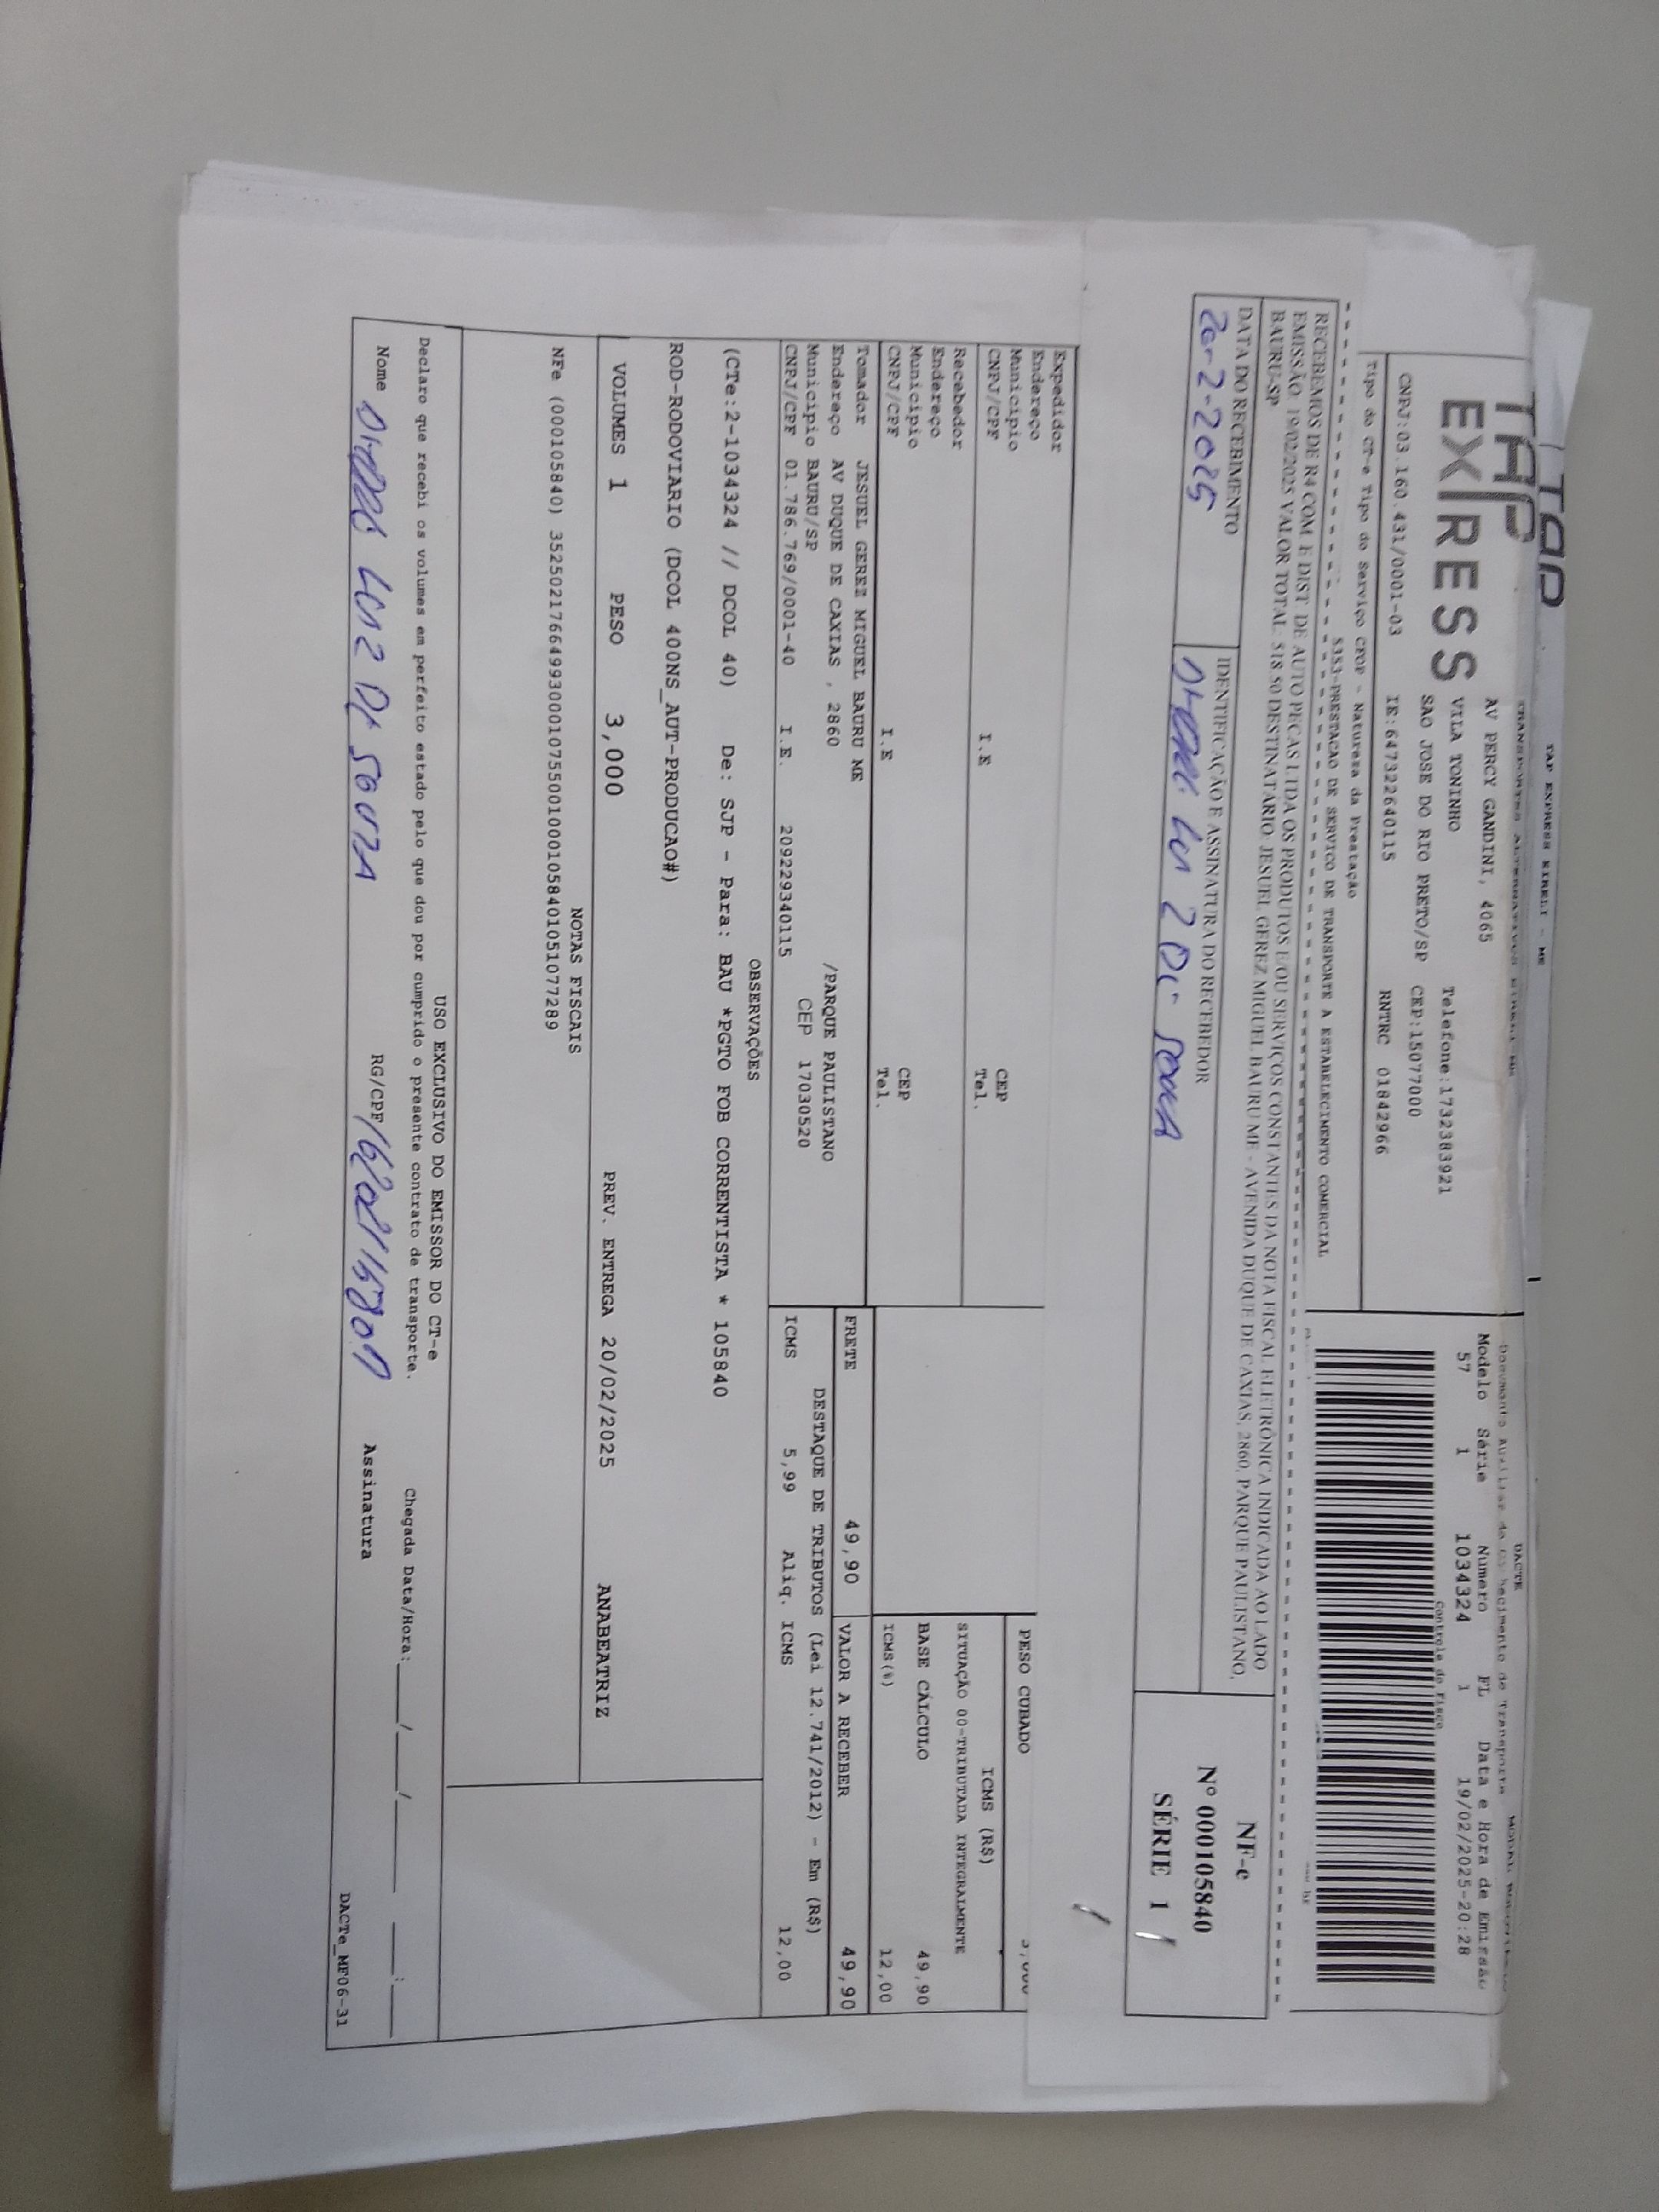 TAP
TAP EXPRESS EIRELI - ME
DACTE
TAP
EXPRESS
AV PERCY GANDINI, 4065
VILA TONINHO
Telefone:1732383921
SAO JOSE DO RIO PRETO/SP
CEP:15077000
CNPJ:03.160.431/0001-03
IE:647322640115
RNTRC 01842966
Modelo Série Numero FL Data e Hora de Emissão
57 1 1034324 1 19/02/2025-20:28
Controle do Fisco
Tipo do CT-e Tipo do Serviço CFOP - Natureza da Prestação
5353-PRESTACAO DE SERVICO DE TRANSPORTE A ESTABELECIMENTO COMERCIAL
RECEBEMOS DE R4 COM E DIST DE AUTO PECAS LTDA OS PRODUTOS E/OU SERVIÇOS CONSTANTES DA NOTA FISCAL ELETRÔNICA INDICADA AO LADO
EMISSÃO: 19/02/2025 VALOR TOTAL: 518,50 DESTINATÁRIO: JESUEL GEREZ MIGUEL BAURU ME - AVENIDA DUQUE DE CAXIAS, 2860, PARQUE PAULISTANO,
BAURU-SP
DATA DO RECEBIMENTO
IDENTIFICAÇÃO E ASSINATURA DO RECEBEDOR
NF-e
Nº 000105840
SÉRIE 1
PESO CUBADO
Expedidor
Endereço
Município
CEP
CNPJ/CPF I.E Tel.
Recebedor
Endereço
Município
CEP
CNPJ/CPF I.E Tel.
ICMS (R$)
SITUAÇÃO 00-TRIBUTADA INTEGRALMENTE
BASE CÁLCULO 49,90
ICMS(%) 12,00
Tomador JESUEL GEREZ MIGUEL BAURU ME
Endereço AV DUQUE DE CAXIAS , 2860 /PARQUE PAULISTANO
Município BAURU/SP CEP 17030520
CNPJ/CPF 01.786.769/0001-40 I.E. 209229340115
FRETE 49,90 VALOR A RECEBER 49,90
DESTAQUE DE TRIBUTOS (Lei 12.741/2012) - Em (R$)
ICMS 5,99 Aliq. ICMS 12,00
OBSERVAÇÕES
(CTe:2-1034324 // DCOL 40) De: SJP - Para: BAU *PGTO FOB CORRENTISTA * 105840
ROD-RODOVIARIO (DCOL 400NS_AUT-PRODUCAO#)
VOLUMES 1 PESO 3,000 PREV. ENTREGA 20/02/2025 ANABEATRIZ
NOTAS FISCAIS
NFe (000105840) 35250217664993000107550010001058401051077289
USO EXCLUSIVO DO EMISSOR DO CT-e
Declaro que recebi os volumes em perfeito estado pelo que dou por cumprido o presente contrato de transporte.
Chegada Data/Hora:____/____/______ ___:___
Nome
RG/CPF
Assinatura
DACTe_MF06-31